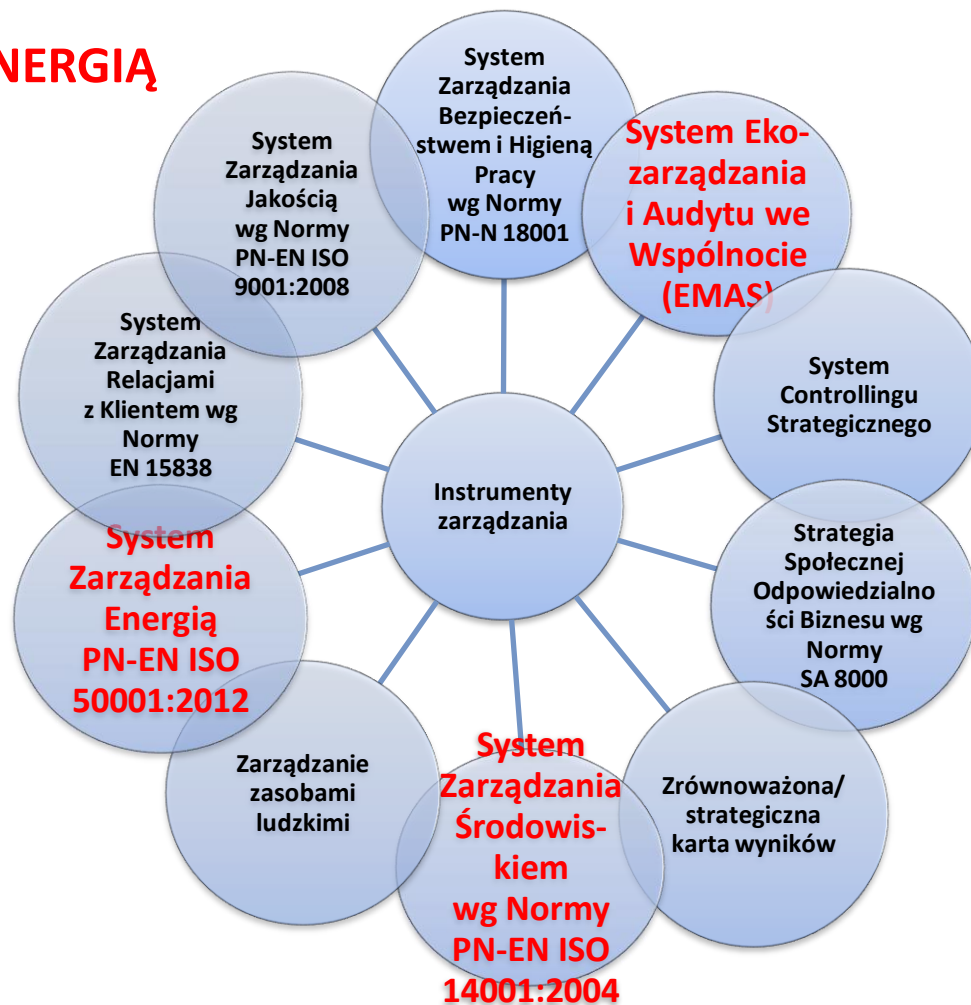 NERGIĄ
System
Zarządzania
Bezpieczeń-
stwem i Higieną
Pracy
wg Normy
PN-N 18001
System Eko-
zarządzania
i Audytu we
Wspólnocie
(EMAS)
System
Controllingu
Strategicznego
Strategia
Społecznej
Odpowiedzialno
ści Biznesu wg
Normy
SA 8000
Zrównoważona/
strategiczna
karta wyników
System
Zarządzania
Środowis-
kiem
wg Normy
PN-EN ISO
14001:2004
Zarządzanie
zasobami
ludzkimi
System
Zarządzania
Energią
PN-EN ISO
50001:2012
System
Zarządzania
Relacjami
z Klientem wg
Normy
EN 15838
System
Zarządzania
Jakością
wg Normy
PN-EN ISO
9001:2008
Instrumenty
zarządzania